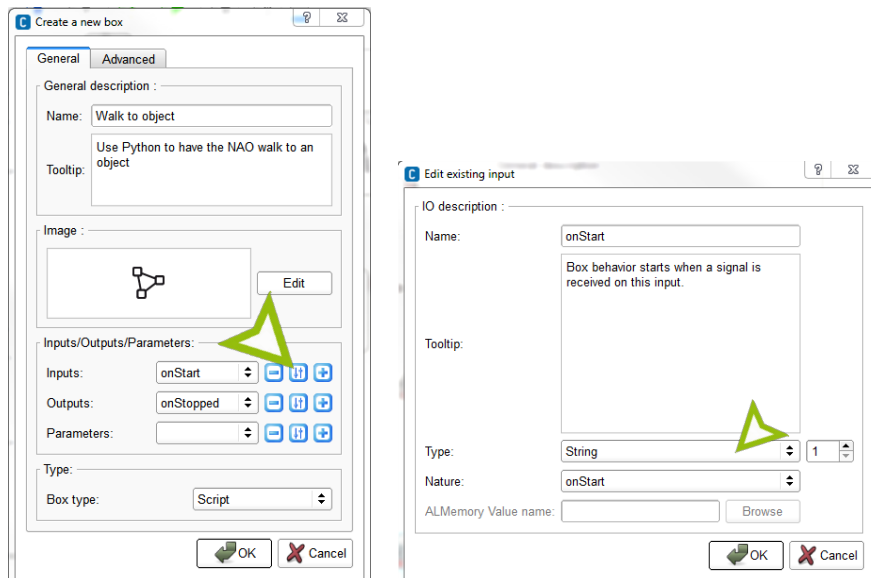 Create a new box
General
Advanced
General description :
Name: Walk to object
Tooltip: Use Python to have the NAO walk to an
object
Image :
Edit
Inputs/Outputs/Parameters:
Inputs: onStart
Outputs: onStopped
Parameters:
Type:
Box type: Script
OK Cancel
Edit existing input
IO description :
Name: onStart
Tooltip: Box behavior starts when a signal is
received on this input.
Type: String 1
Nature: onStart
ALMemory Value name: Browse
OK Cancel